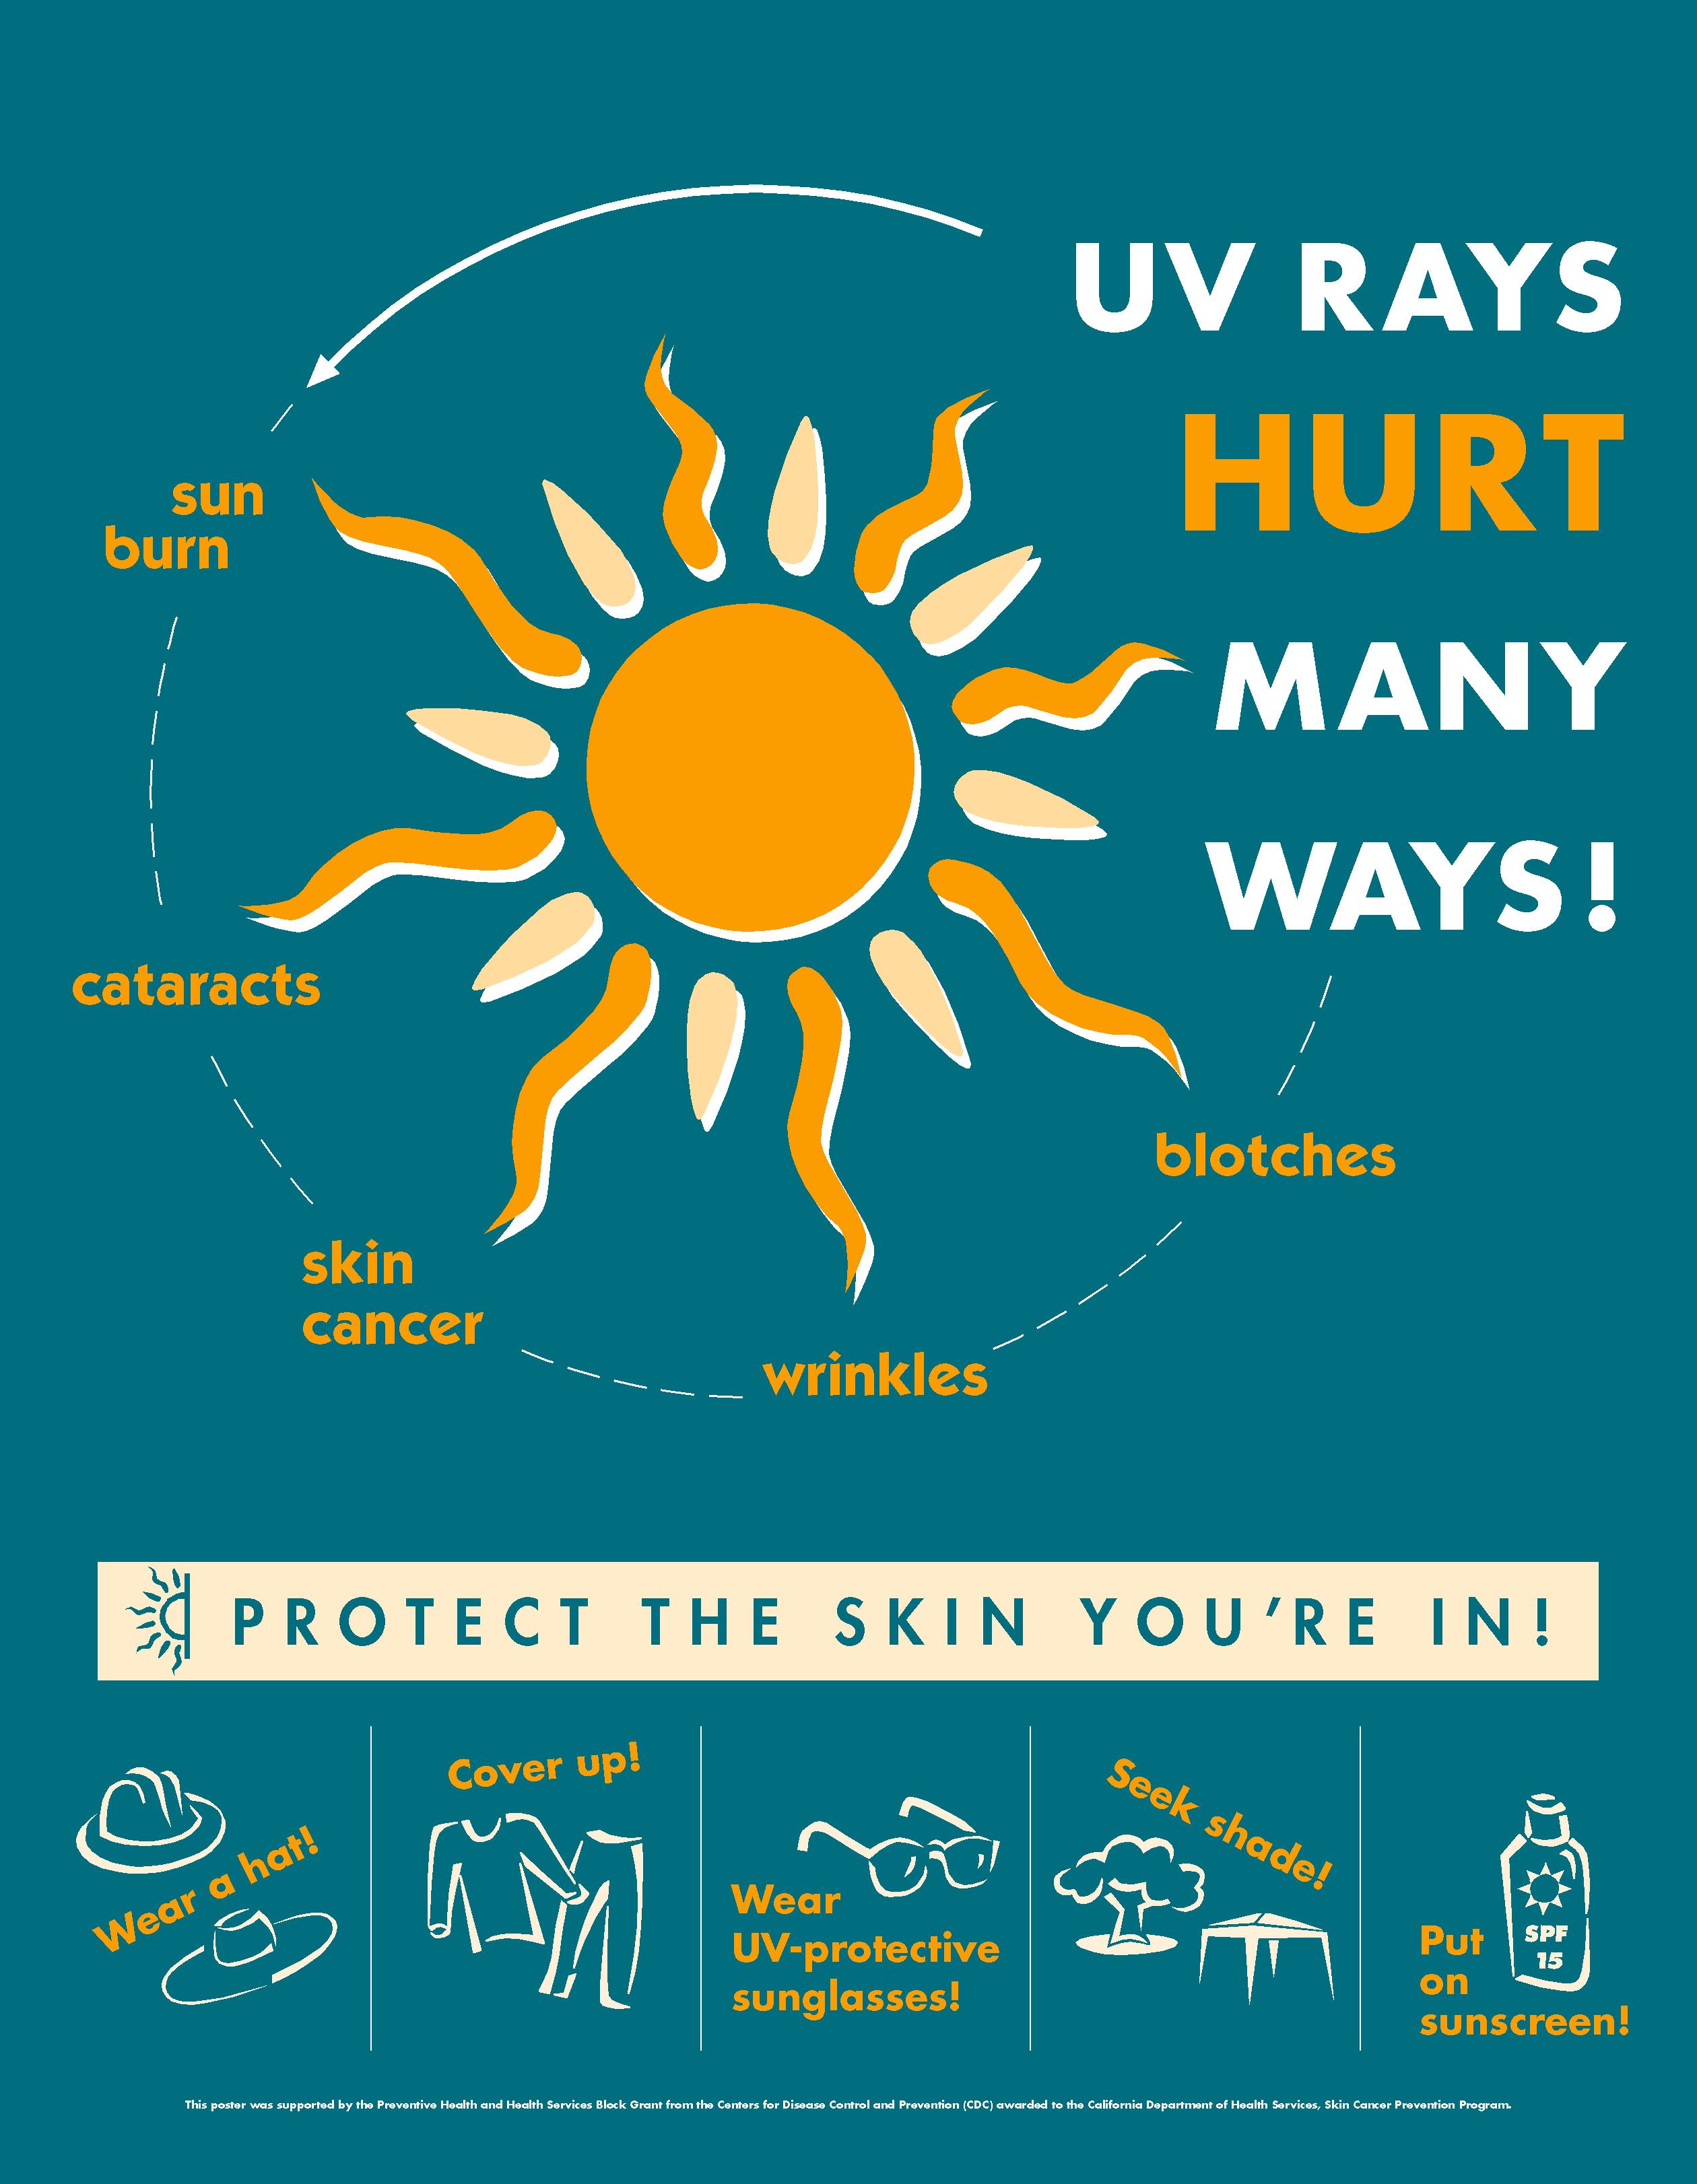 UV RAYS
HURT
MANY
WAYS!
sun
burn
cataracts
skin
cancer
wrinkles
blotches
PROTECT THE SKIN YOU'RE IN!
Wear a hat!
Cover up!
Wear
UV-protective
sunglasses!
Seek shade!
SPF
15
Put
on
sunscreen!
This poster was supported by the Preventive Health and Health Services Block Grant from the Centers for Disease Control and Prevention (CDC) awarded to the California Department of Health Services, Skin Cancer Prevention Program.